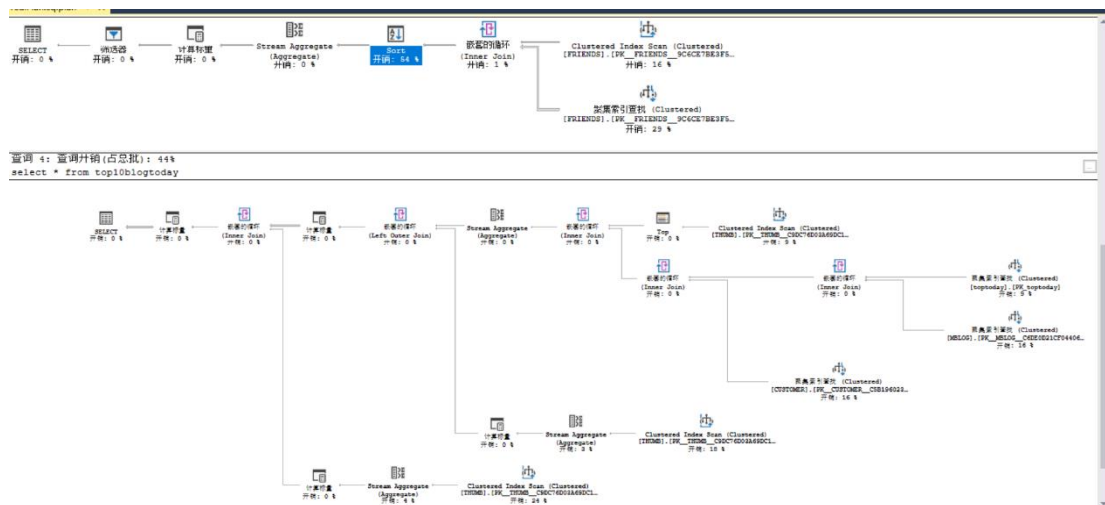 SELECT
开销: 0 %
筛选器
开销: 0 %
计算标量
开销: 0 %
Stream Aggregate
(Aggregate)
开销: 0 %
Sort
开销: 54 %
嵌套的循环
(Inner Join)
开销: 1 %
Clustered Index Scan (Clustered)
开销: 16 %
聚集索引查找 (Clustered)
开销: 29 %
查询 4: 查询开销(占总批): 44%
select * from top10blogtoday
SELECT
开销: 0 %
计算标量
开销: 0 %
嵌套的循环
(Inner Join)
开销: 0 %
计算标量
开销: 0 %
嵌套的循环
(Left Outer Join)
开销: 0 %
Stream Aggregate
(Aggregate)
开销: 0 %
嵌套的循环
(Inner Join)
开销: 0 %
Top
开销: 0 %
Clustered Index Scan (Clustered)
嵌套的循环
(Inner Join)
开销: 0 %
嵌套的循环
(Inner Join)
开销: 0 %
聚集索引查找 (Clustered)
[toptoday].[PK_toptoday]
开销: 9 %
聚集索引查找 (Clustered)
开销: 16 %
聚集索引查找 (Clustered)
开销: 16 %
计算标量
开销: 0 %
Stream Aggregate
(Aggregate)
开销: 3 %
Clustered Index Scan (Clustered)
开销: 18 %
计算标量
开销: 0 %
Stream Aggregate
(Aggregate)
开销: 4 %
Clustered Index Scan (Clustered)
开销: 24 %